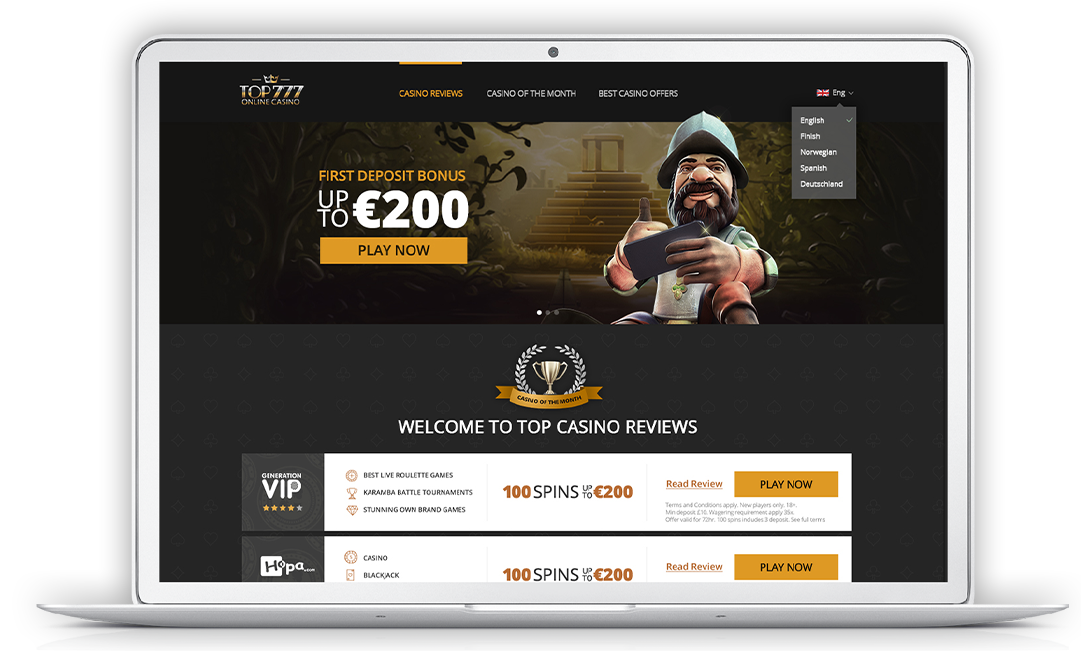 TOP 777
ONLINE CASINO
CASINO REVIEWS
CASINO OF THE MONTH
BEST CASINO OFFERS
Eng
English
Finish
Norwegian
Spanish
Deutschland
FIRST DEPOSIT BONUS
UP TO €200
PLAY NOW
CASINO OF THE MONTH
WELCOME TO TOP CASINO REVIEWS
GENERATION
VIP
BEST LIVE ROULETTE GAMES
KARAMBA BATTLE TOURNAMENTS
STUNNING OWN BRAND GAMES
100 SPINS UP TO €200
Read Review
PLAY NOW
Terms and Conditions apply. New players only. 18+.
Min deposit £10, Wagering requirement apply 35x.
Offer valid for 72hr. 100 spins includes 3 deposit. See full terms
Hopa.com
CASINO
BLACKJACK
100 SPINS UP TO €200
Read Review
PLAY NOW